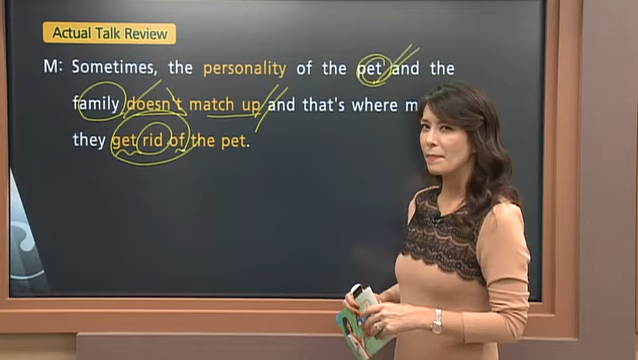 Actual Talk Review
M: Sometimes, the personality of the pet and the
family doesn't match up and that's where m
they get rid of the pet.